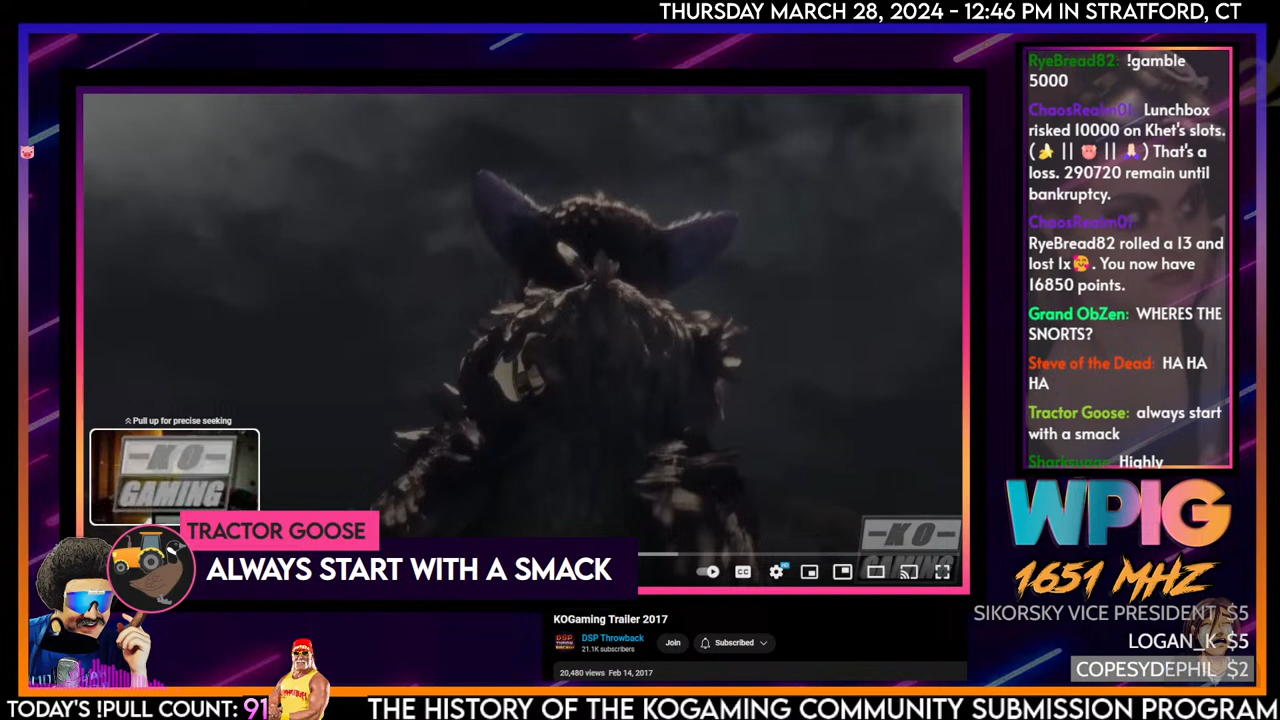 THURSDAY MARCH 28, 2024 - 12:46 PM IN STRATFORD, CT
RyeBread82: !gamble
5000
ChaosRealm01: Lunchbox
risked 10000 on Khet's slots.
(🍌 || 🐷 || 🙏🏻) That's a
loss. 290720 remain until
bankruptcy.
ChaosRealm01:
RyeBread82 rolled a 13 and
lost 1x🥰. You now have
16850 points.
Grand ObZen: WHERES THE
SNORTS?
Steve of the Dead: HA HA
HA
Tractor Goose: always start
with a smack
Highly
Pull up for precise seeking
-KO-
GAMING
TRACTOR GOOSE
ALWAYS START WITH A SMACK
-KO-
GAMING
CC
WPIG
1651 MHZ
SIKORSKY VICE PRESIDENT $5
LOGAN_K $5
COPESYDEPHIL $2
KOGaming Trailer 2017
DSP
DSP Throwback
21.1K subscribers
Join
Subscribed
20,480 views Feb 14, 2017
TODAY'S !PULL COUNT: 91
THE HISTORY OF THE KOGAMING COMMUNITY SUBMISSION PROGRAM